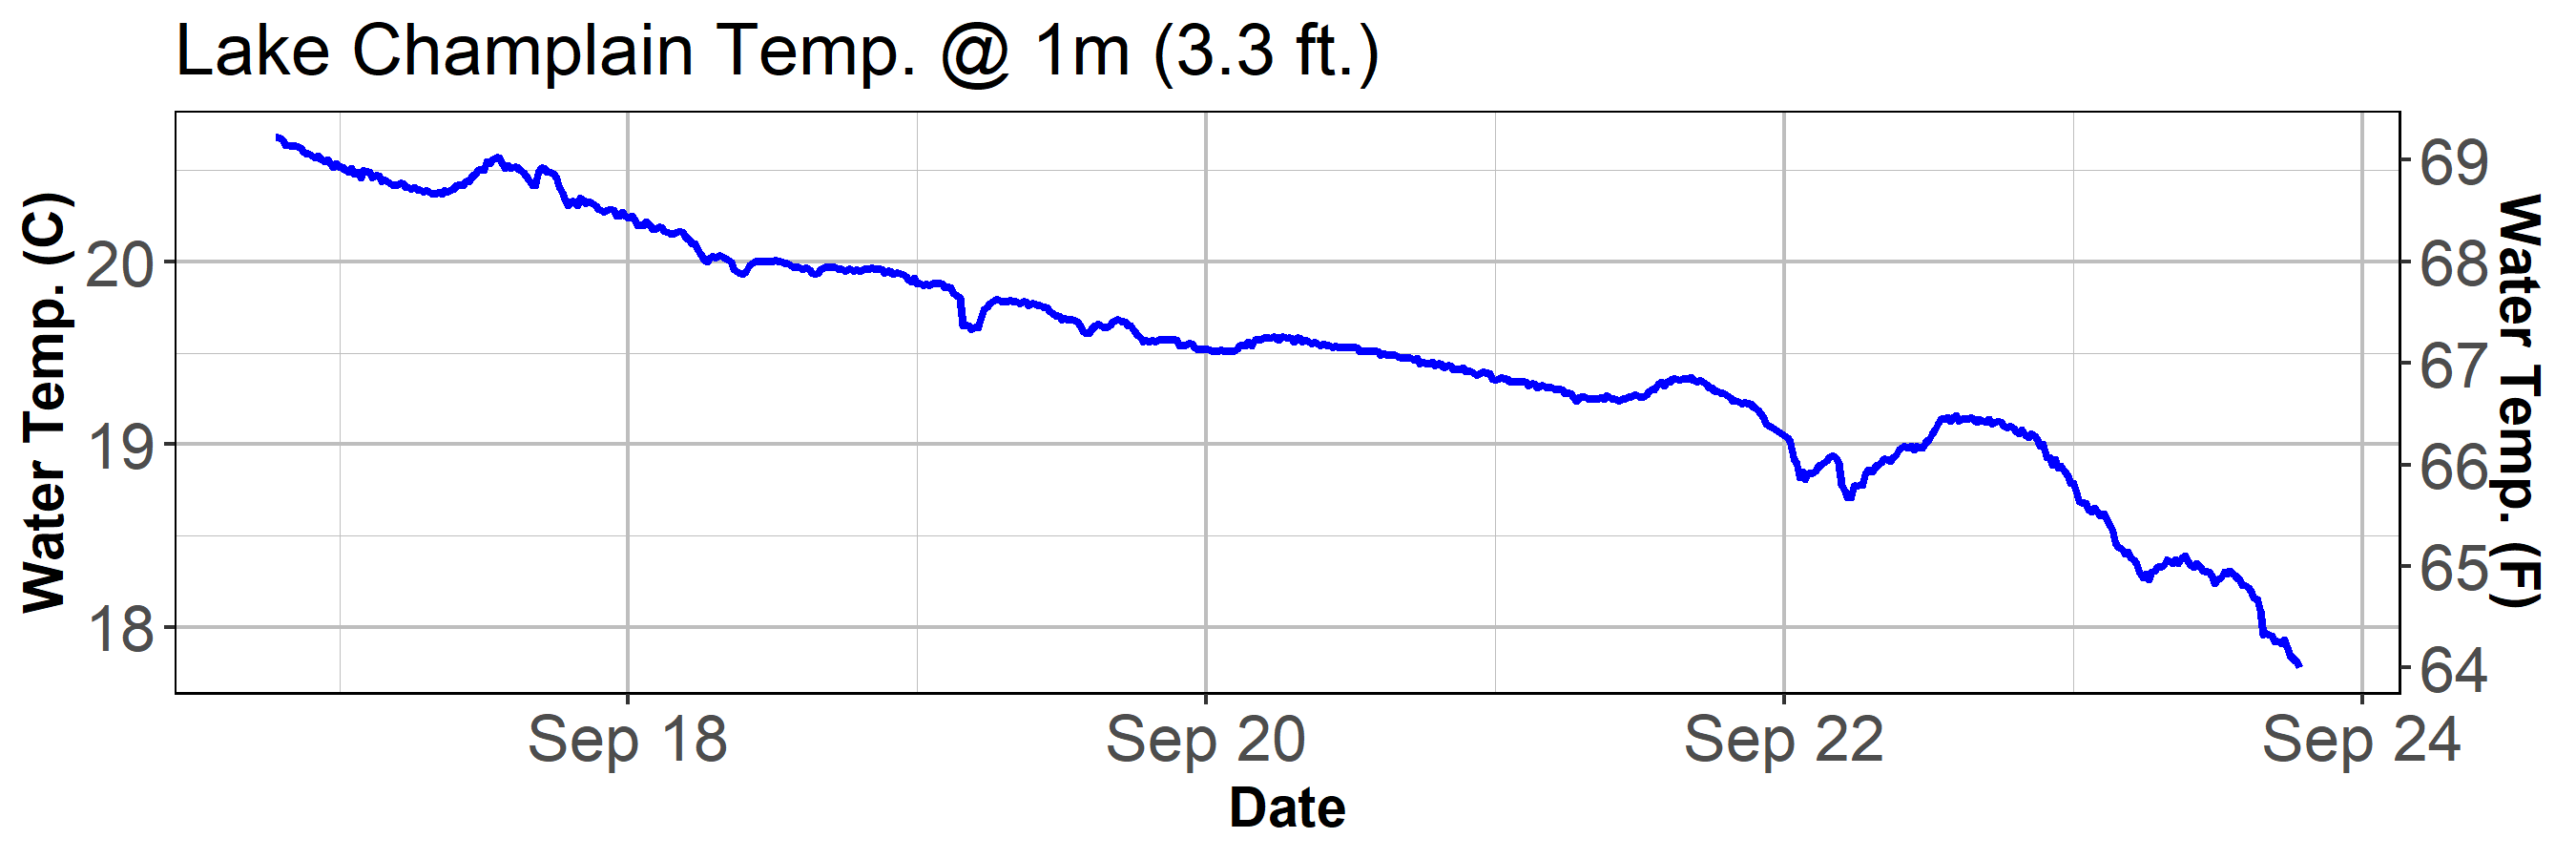 Lake Champlain Temp. @ 1m (3.3 ft.)
Water Temp. (C)
20
19
18
69
68
67
66
65
64
Water Temp. (F)
Sep 18
Sep 20
Sep 22
Sep 24
Date